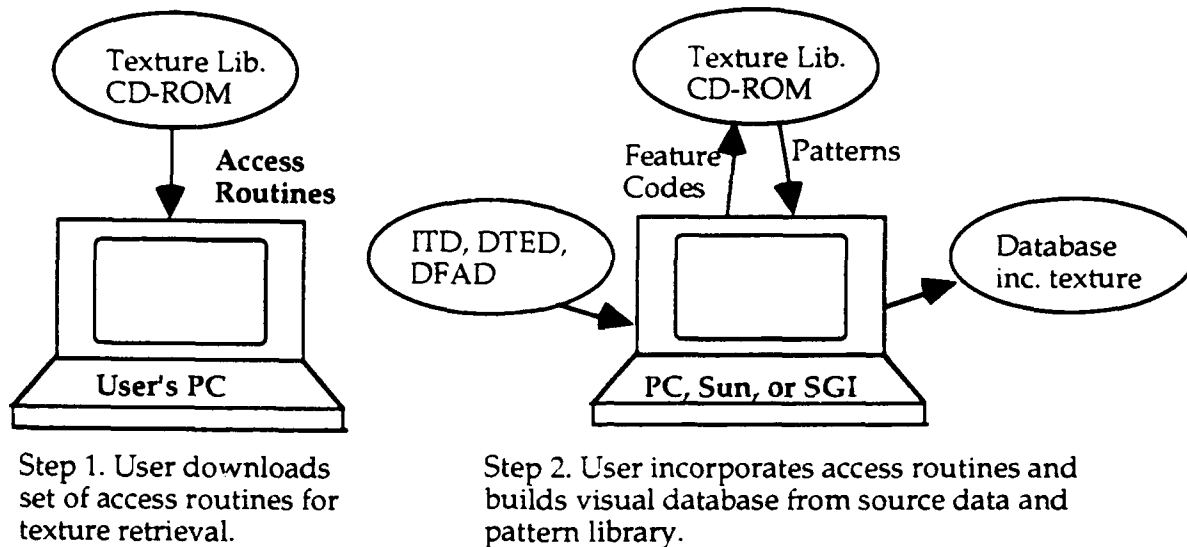 Texture Lib.
CD-ROM
Access
Routines
User's PC
Step 1. User downloads
set of access routines for
texture retrieval.
Texture Lib.
CD-ROM
Feature
Codes
Patterns
ITD, DTED,
DFAD
Database
inc. texture
PC, Sun, or SGI
Step 2. User incorporates access routines and
builds visual database from source data and
pattern library.